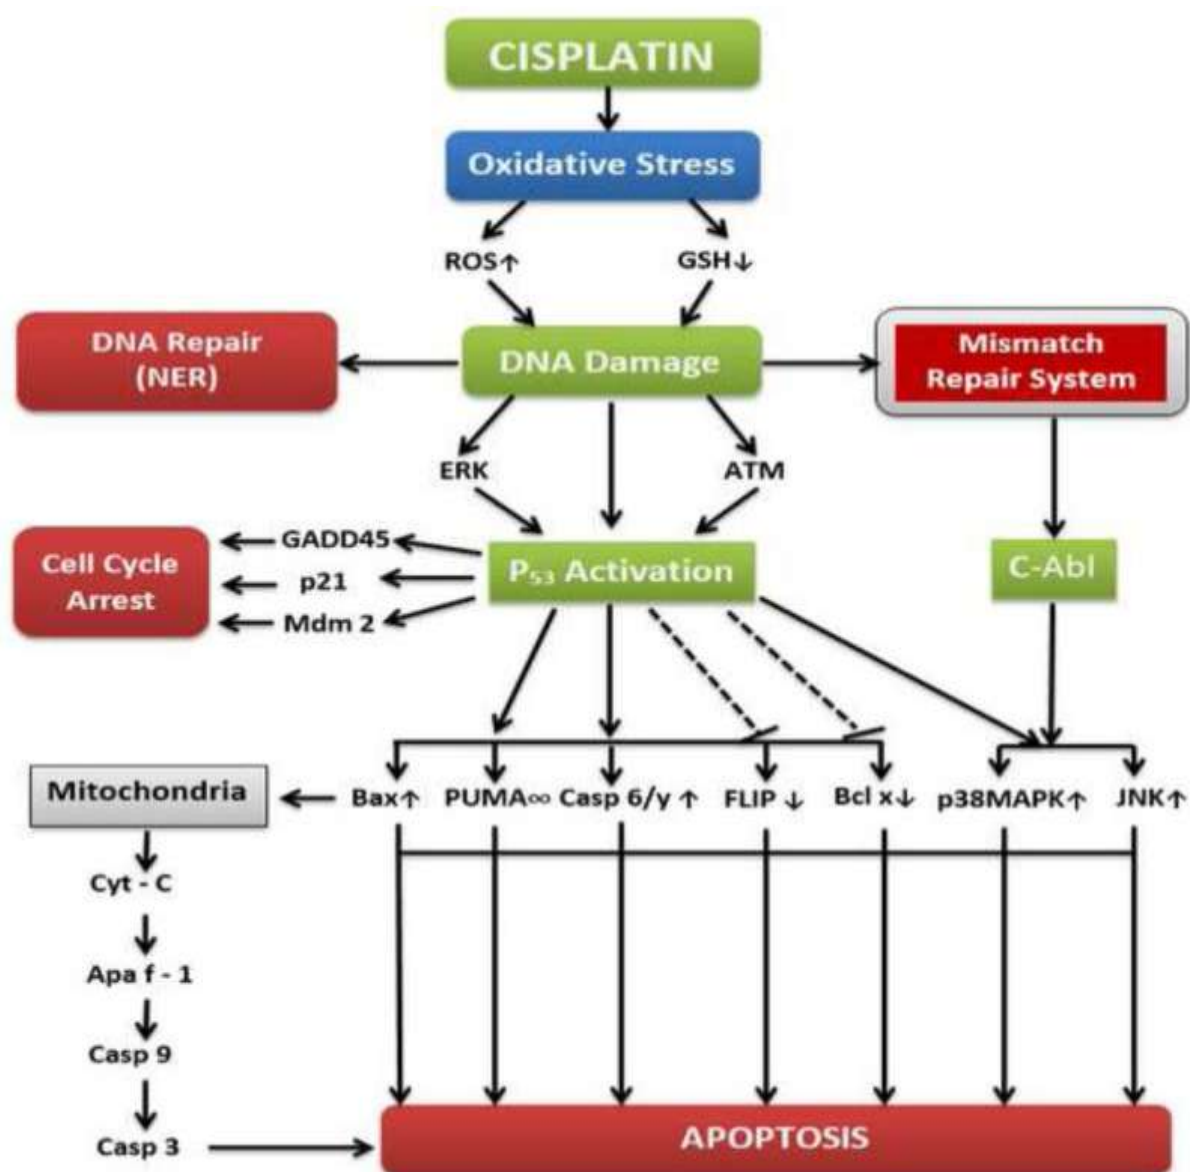 CISPLATIN
Oxidative Stress
ROS↑
GSH↓
DNA Repair
(NER)
DNA Damage
Mismatch
Repair System
ERK
ATM
Cell Cycle
Arrest
GADD45
p21
Mdm 2
P₅₃ Activation
C-Abl
Mitochondria
Bax↑
PUMA∞
Casp 6/y ↑
FLIP ↓
Bcl x↓
p38MAPK↑
JNK↑
Cyt - C
Apa f - 1
Casp 9
Casp 3
APOPTOSIS